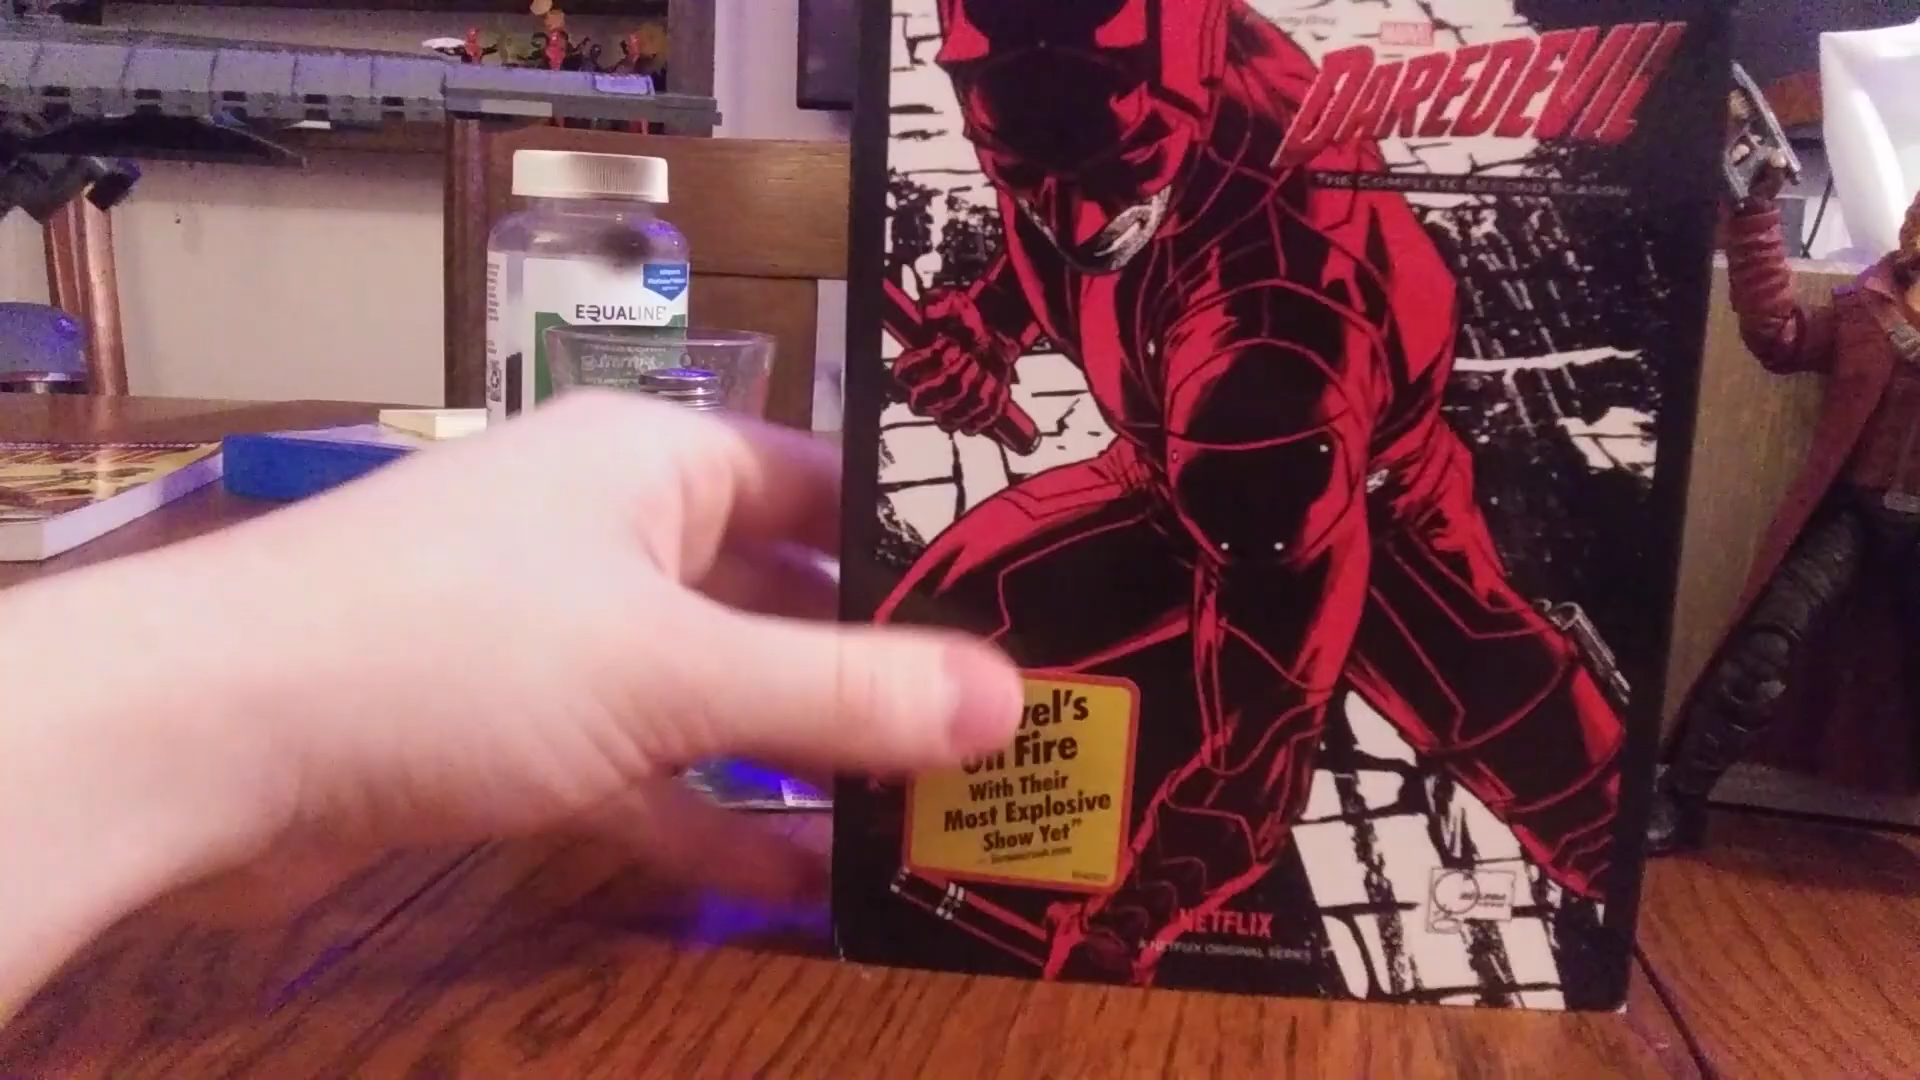 MARVEL
DAREDEVIL
THE COMPLETE SECOND SEASON
EQUALINE
vel's
on Fire
With Their
Most Explosive
Show Yet"
NETFLIX
A NETFLIX ORIGINAL SERIES